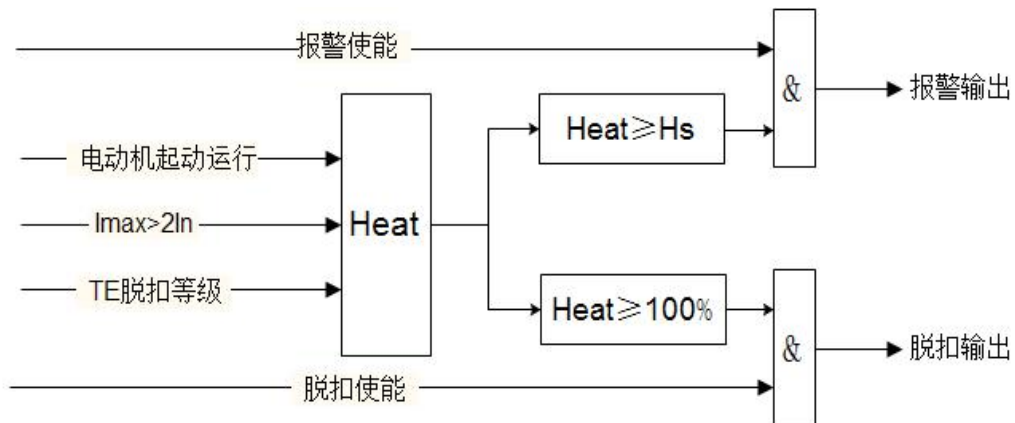 报警使能
&
报警输出
Heat≥Hs
电动机起动运行
Imax>2In
Heat
TE脱扣等级
Heat≥100%
&
脱扣输出
脱扣使能